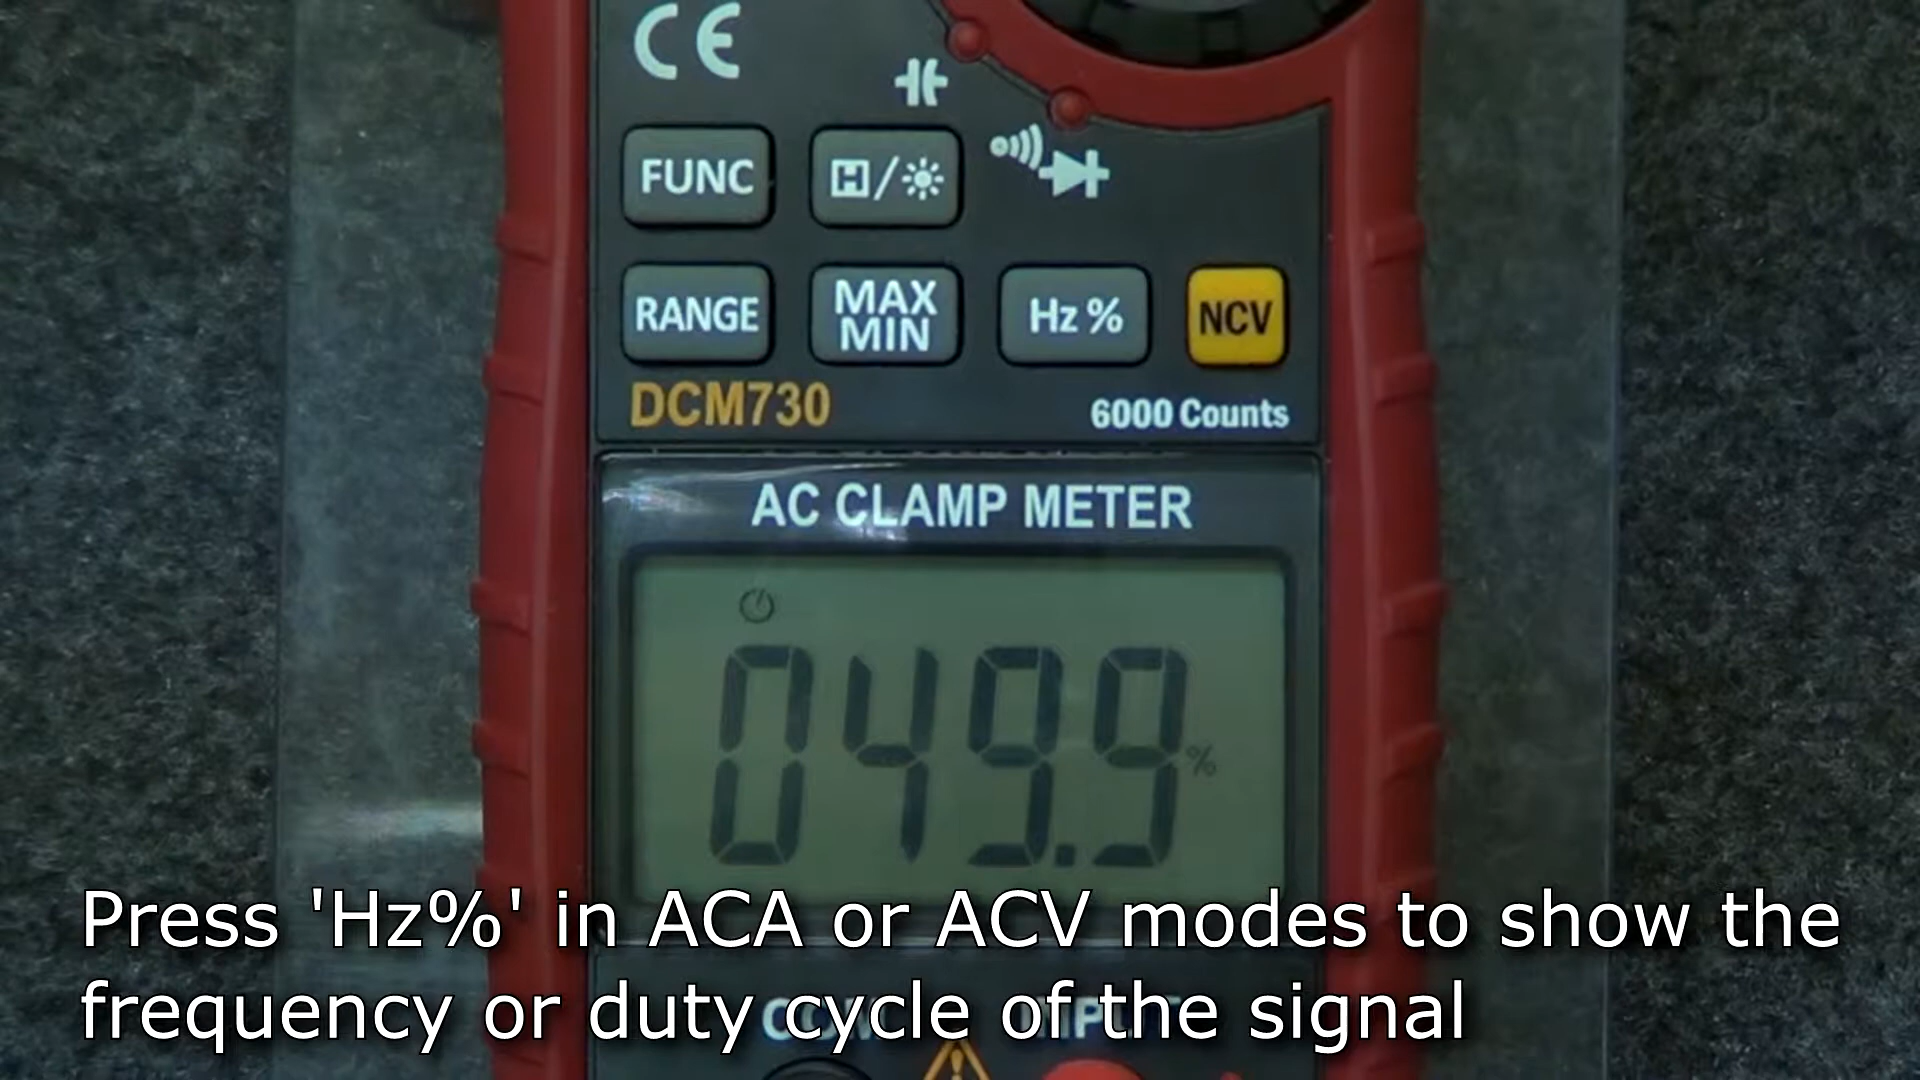 CE
FUNC
H/
RANGE
MAX
MIN
Hz %
NCV
DCM730
6000 Counts
AC CLAMP METER
049.9
%
Press 'Hz%' in ACA or ACV modes to show the
frequency or duty cycle of the signal